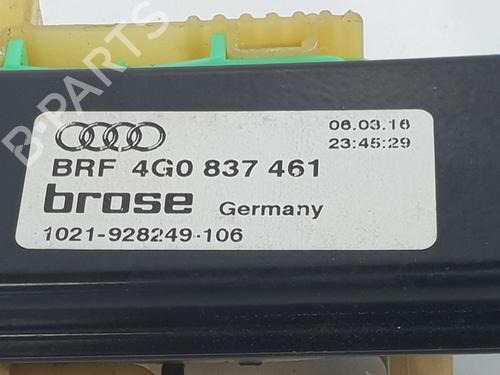 B-PARTS
06.03.16
23:45:29
BRF 4G0 837 461
brose Germany
1021-928249-106